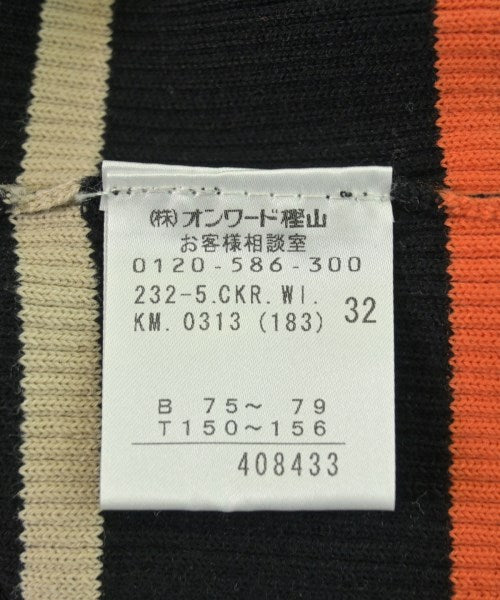 (株)オンワード樫山
お客様相談室
0120-586-300
232-5.CKR.WI. 32
KM.0313(183)
B 75~ 79
T150~156
408433